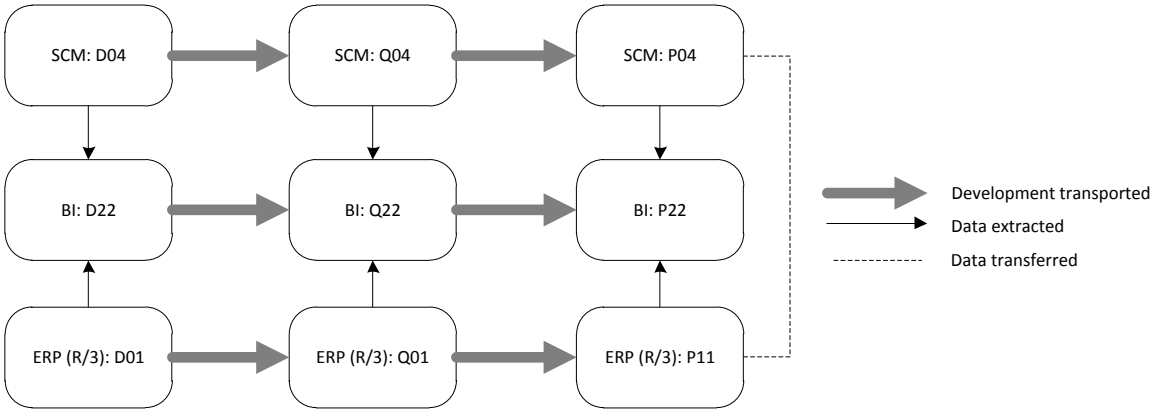 SCM: D04
SCM: Q04
SCM: P04
BI: D22
BI: Q22
BI: P22
ERP (R/3): D01
ERP (R/3): Q01
ERP (R/3): P11
Development transported
Data extracted
Data transferred